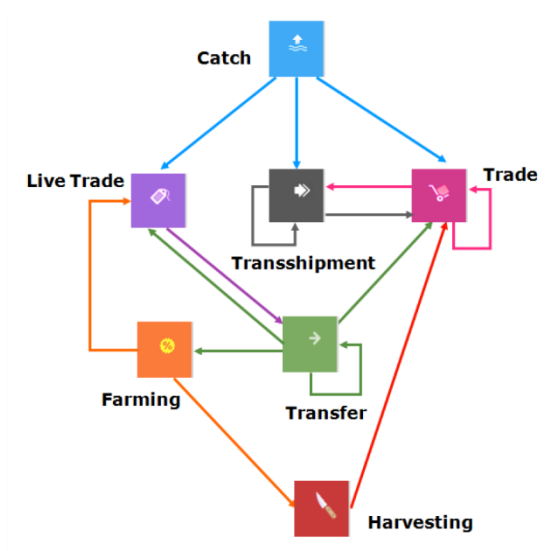 Catch
Live Trade
Trade
Transshipment
Farming
Transfer
Harvesting